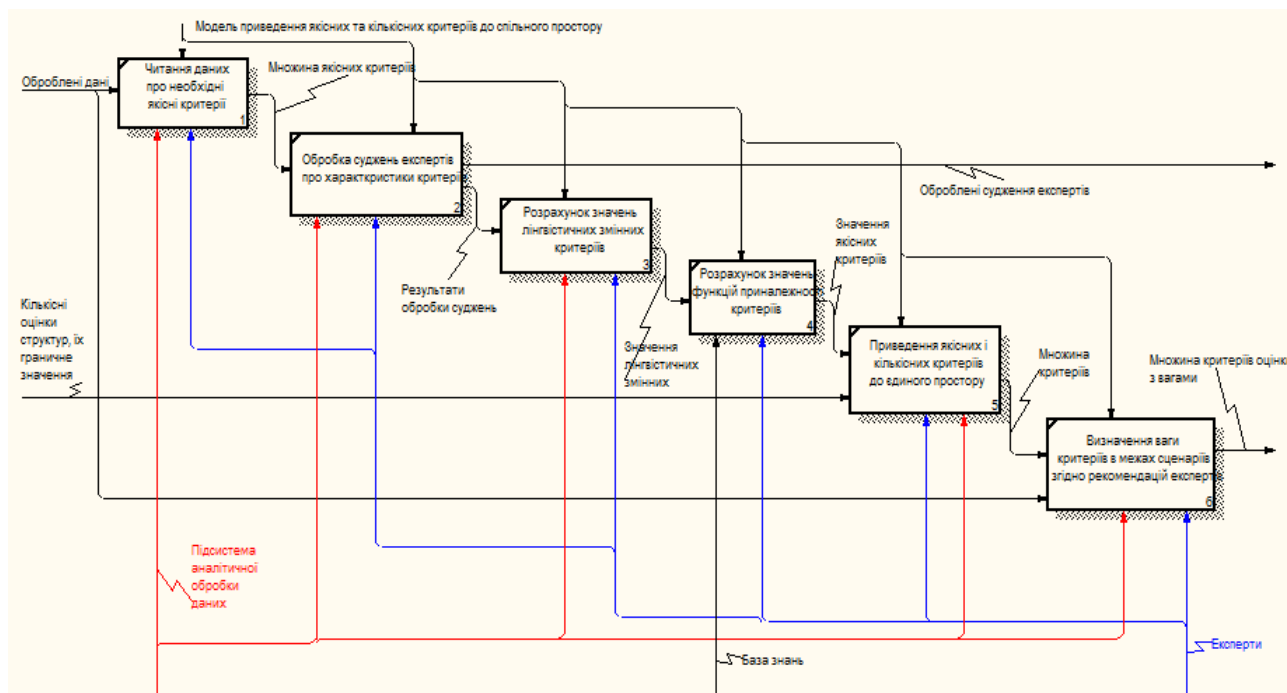 Модель приведення якісних та кількісних критеріїв до спільного простору
Оброблені дані
Читання даних
про необхідні
якісні критерії
1
Множина якісних критеріїв
Обробка суджень експертів
про характкристики критеріїв
2
Оброблені судження експертів
Розрахунок значень
лінгвістичних змінних
критеріїв
3
Результати
обробки суджень
Значення
якісних
критеріїв
Розрахунок значень
функцій приналежності
критеріїв
4
Кількісні
оцінки
структур, їх
граничне
значення
Значення
лінгвістичних
змінних
Приведення якісних і
кількісних критеріїв
до єдиного простору
5
Множина
критеріїв
Множина критеріїв оцінки
з вагами
Визначення ваги
критеріїв в межах сценаріїв
згідно рекомендацій експертів
6
Підсистема
аналітичної
обробки
даних
База знань
Експерти